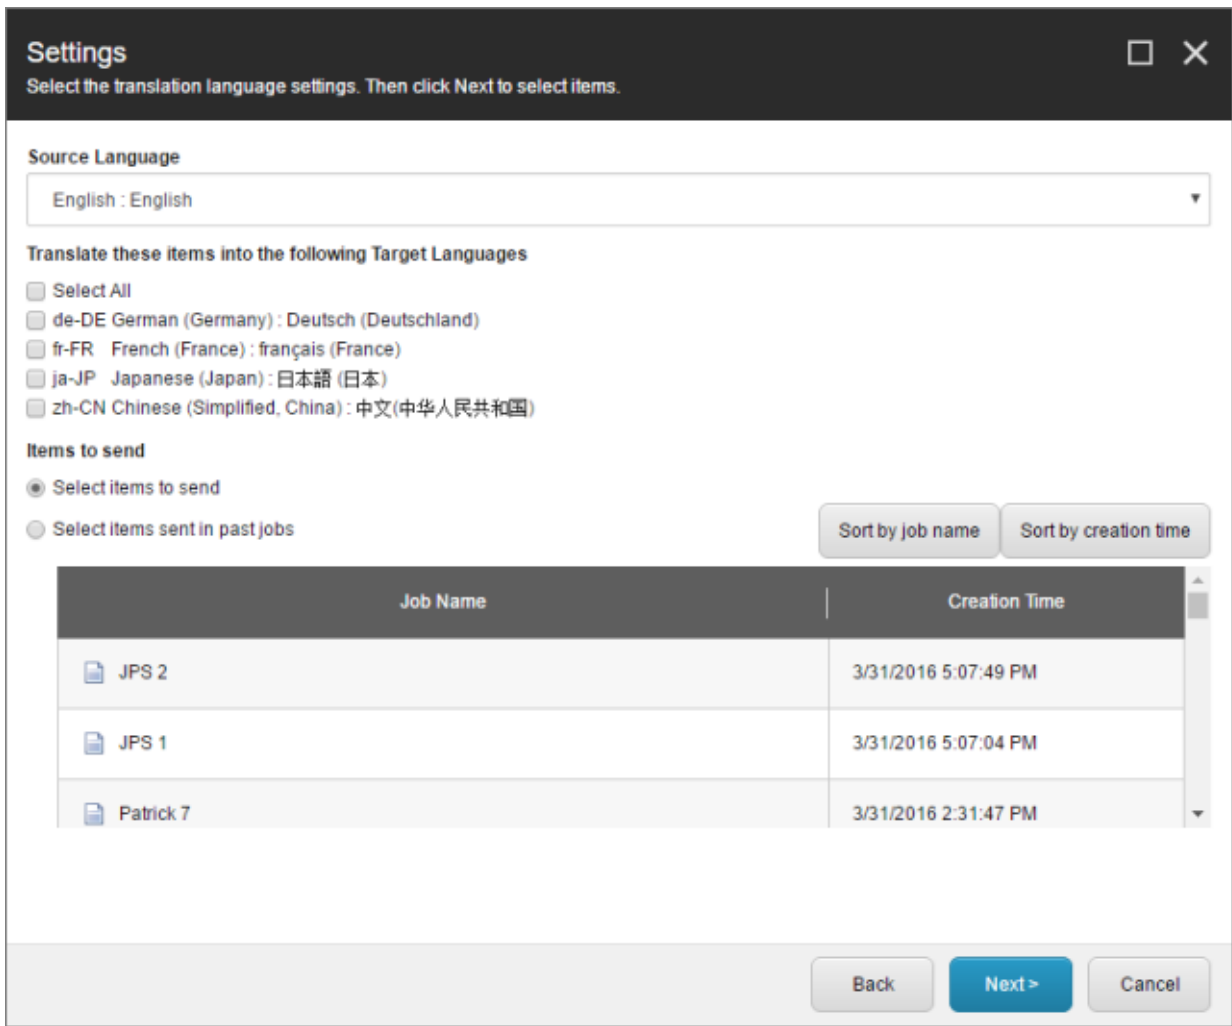 Settings
Select the translation language settings. Then click Next to select items.
Source Language
English : English
Translate these items into the following Target Languages
Select All
de-DE German (Germany) : Deutsch (Deutschland)
fr-FR French (France) : français (France)
ja-JP Japanese (Japan) : 日本語 (日本)
zh-CN Chinese (Simplified, China) : 中文(中华人民共和国)
Items to send
Select items to send
Select items sent in past jobs
Sort by job name Sort by creation time
Job Name Creation Time
JPS 2 3/31/2016 5:07:49 PM
JPS 1 3/31/2016 5:07:04 PM
Patrick 7 3/31/2016 2:31:47 PM
Back Next > Cancel